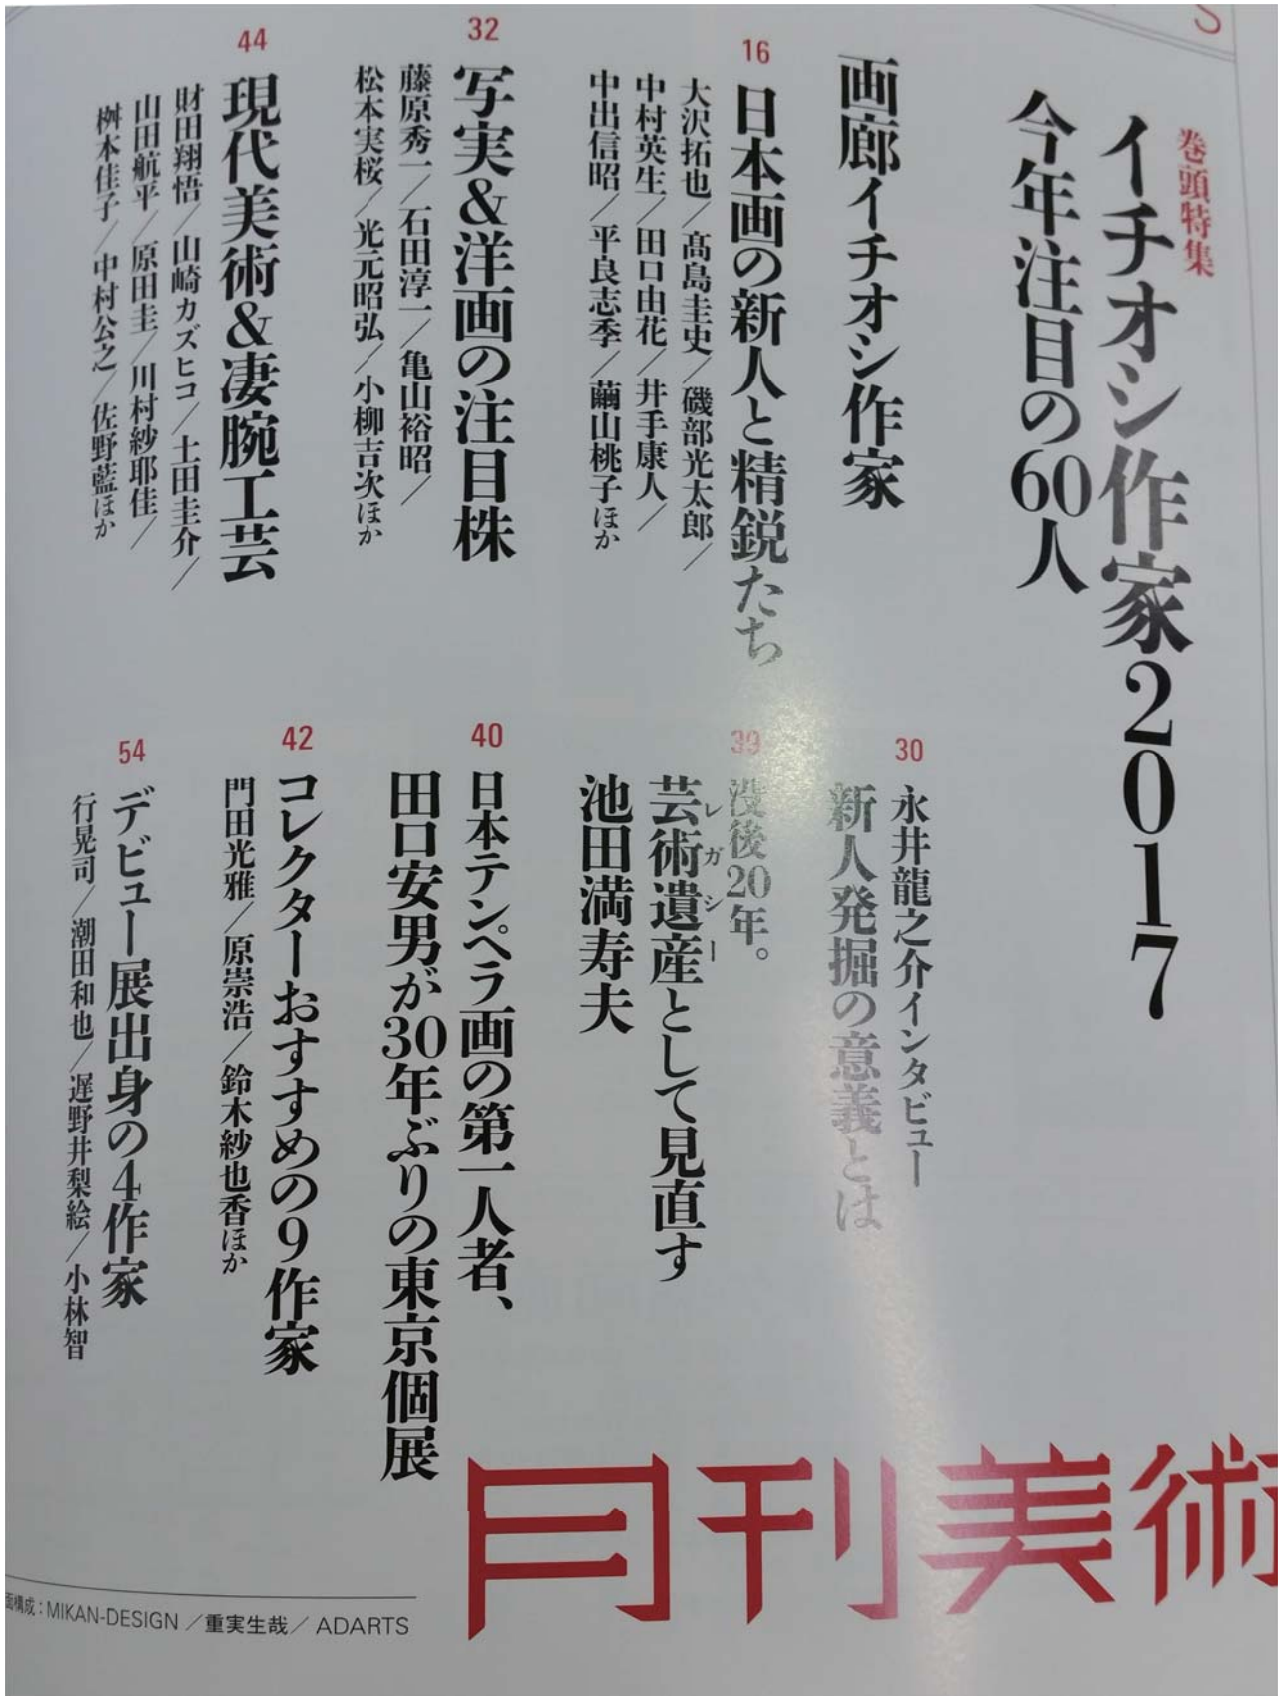 S
巻頭特集
イチオシ作家2017
今年注目の60人
画廊イチオシ作家
16
日本画の新人と精鋭たち
大沢拓也／髙島圭史／磯部光太郎／
中村英生／田口由花／井手康人／
中出信昭／平良志季／繭山桃子ほか
32
写実&洋画の注目株
藤原秀一／石田淳一／亀山裕昭／
松本実桜／光元昭弘／小柳吉次ほか
44
現代美術&凄腕工芸
財田翔悟／山崎カズヒコ／土田圭介／
山田航平／原田圭／川村紗耶佳／
桝本佳子／中村公之／佐野藍ほか
30
永井龍之介インタビュー
新人発掘の意義とは
39
没後20年。
芸術遺産として見直す
レガシー
池田満寿夫
40
日本テンペラ画の第一人者、
田口安男が30年ぶりの東京個展
42
コレクターおすすめの9作家
門田光雅／原崇浩／鈴木紗也香ほか
54
デビュー展出身の4作家
行晃司／潮田和也／遅野井梨絵／小林智
月刊美術
面構成：MIKAN-DESIGN／重実生哉／ADARTS